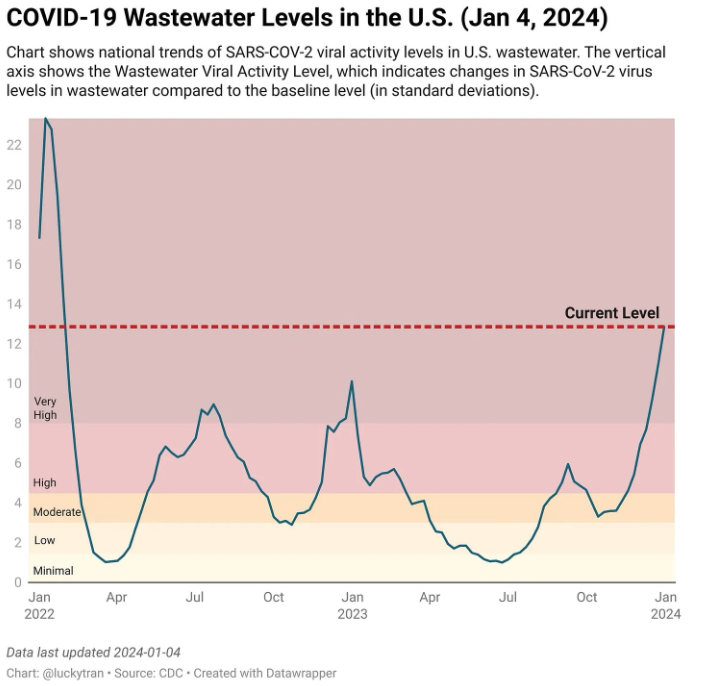 COVID-19 Wastewater Levels in the U.S. (Jan 4, 2024)
Chart shows national trends of SARS-COV-2 viral activity levels in U.S. wastewater. The vertical
axis shows the Wastewater Viral Activity Level, which indicates changes in SARS-CoV-2 virus
levels in wastewater compared to the baseline level (in standard deviations).
22
20
18
16
14
Current Level
12
10
Very
High
8
6
High
4
Moderate
Low
2
Minimal
0
Jan Apr Jul Oct Jan Apr Jul Oct Jan
2022 2023 2024
Data last updated 2024-01-04
Chart: @luckytran • Source: CDC • Created with Datawrapper